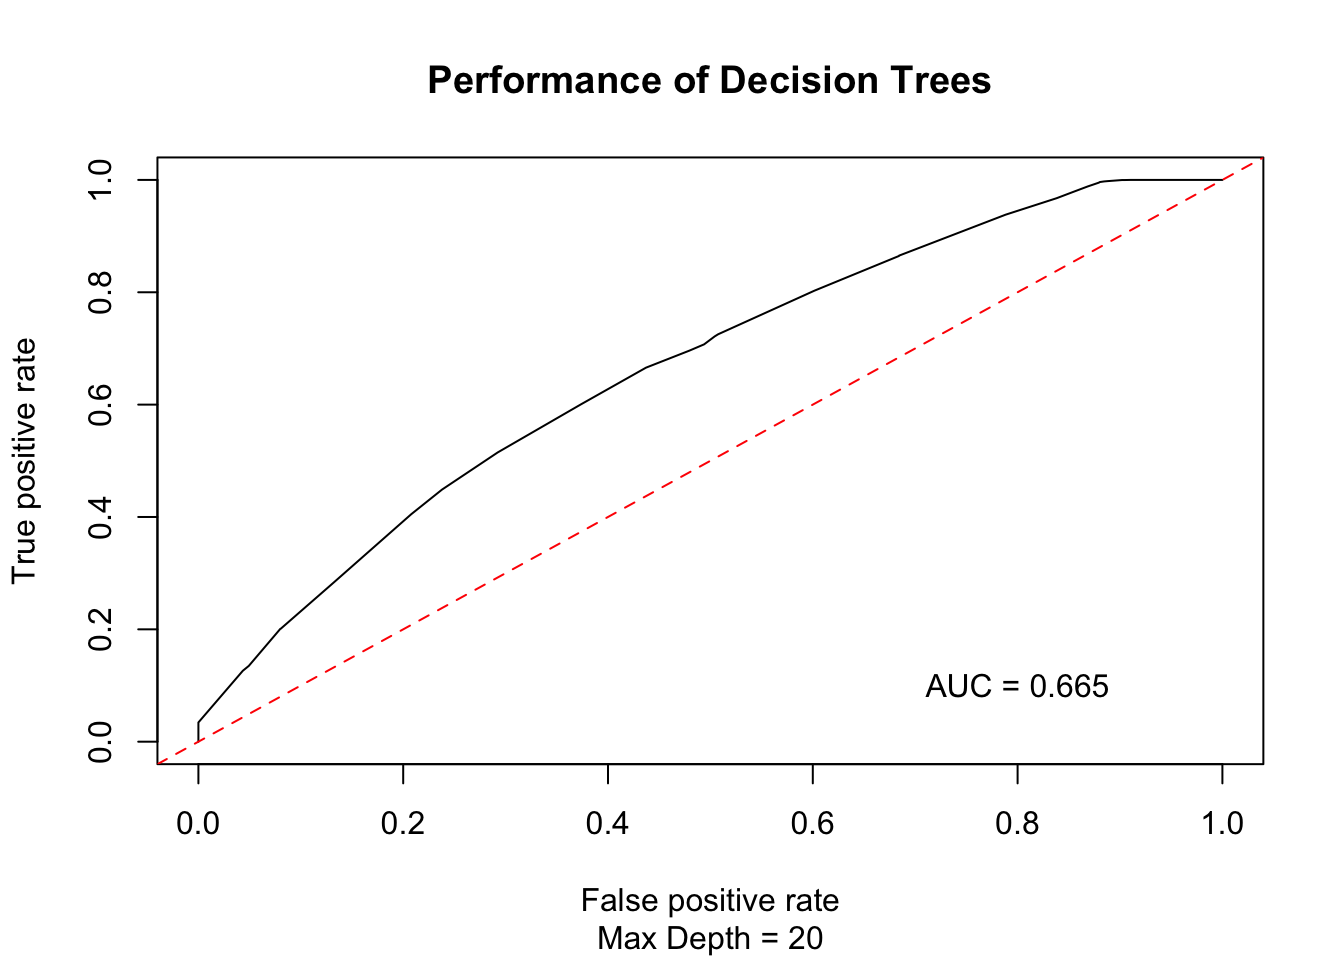 Performance of Decision Trees
True positive rate
1.0
0.8
0.6
0.4
0.2
0.0
AUC = 0.665
0.0 0.2 0.4 0.6 0.8 1.0
False positive rate
Max Depth = 20